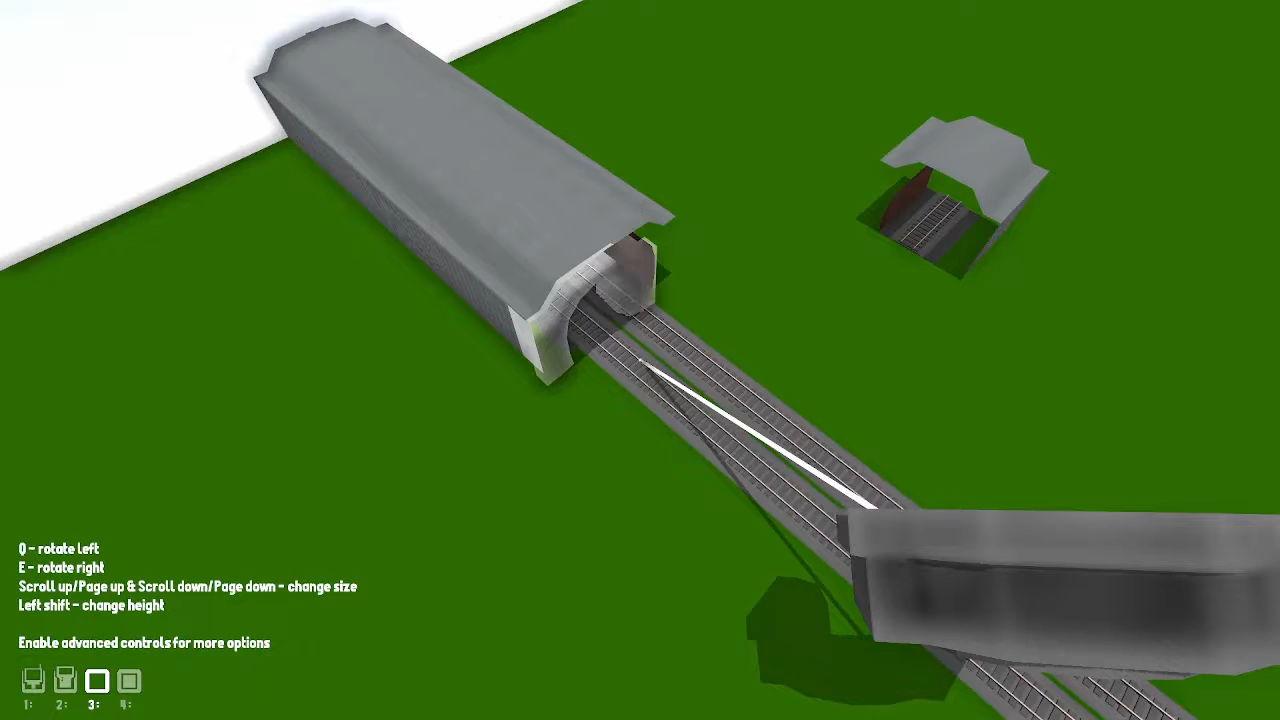 Q - rotate left
E - rotate right
Scroll up/Page up & Scroll down/Page down - change size
Left shift - change height
Enable advanced controls for more options
1: 2: 3: 4: